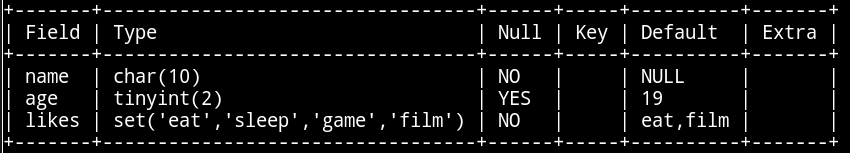 +-------+---------------------------------+------+-----+----------+-------+
| Field | Type                            | Null | Key | Default  | Extra |
+-------+---------------------------------+------+-----+----------+-------+
| name  | char(10)                        | NO   |     | NULL     |       |
| age   | tinyint(2)                      | YES  |     | 19       |       |
| likes | set('eat','sleep','game','film') | NO   |     | eat,film |       |
+-------+---------------------------------+------+-----+----------+-------+